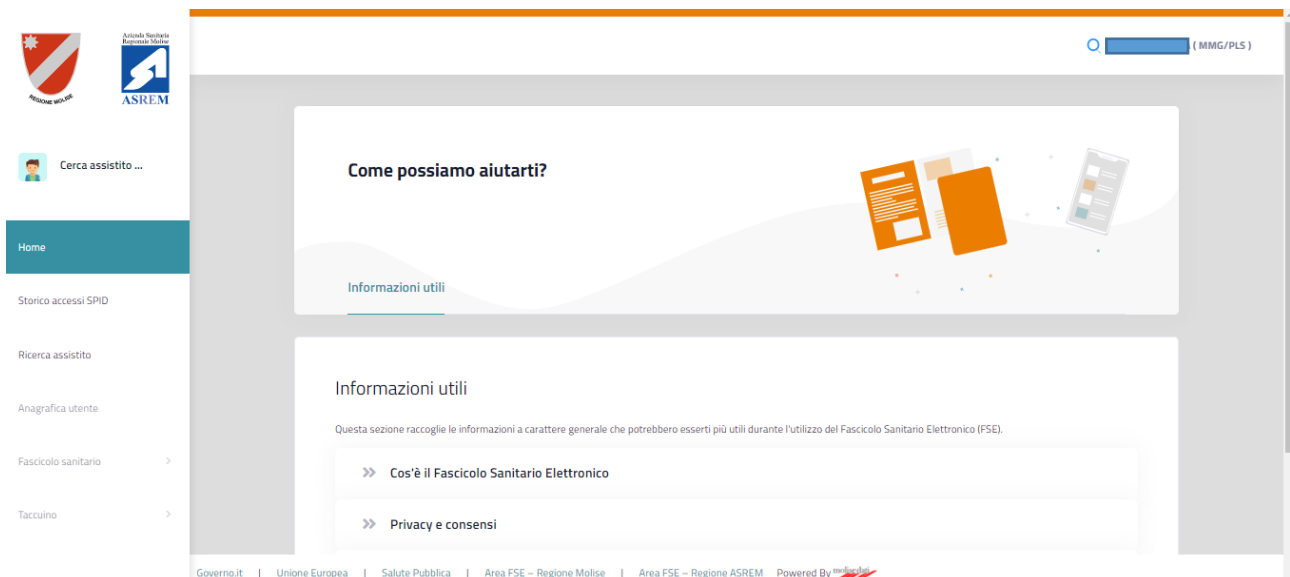 Azienda Sanitaria
Regionale Molise
REGIONE MOLISE
ASREM
( MMG/PLS )
Cerca assistito ...
Home
Storico accessi SPID
Ricerca assistito
Anagrafica utente
Fascicolo sanitario
Taccuino
Come possiamo aiutarti?
Informazioni utili
Informazioni utili
Questa sezione raccoglie le informazioni a carattere generale che potrebbero esserti più utili durante l'utilizzo del Fascicolo Sanitario Elettronico (FSE).
Cos'è il Fascicolo Sanitario Elettronico
Privacy e consensi
Governo.it | Unione Europea | Salute Pubblica | Area FSE – Regione Molise | Area FSE – Regione ASREM Powered By molisedati